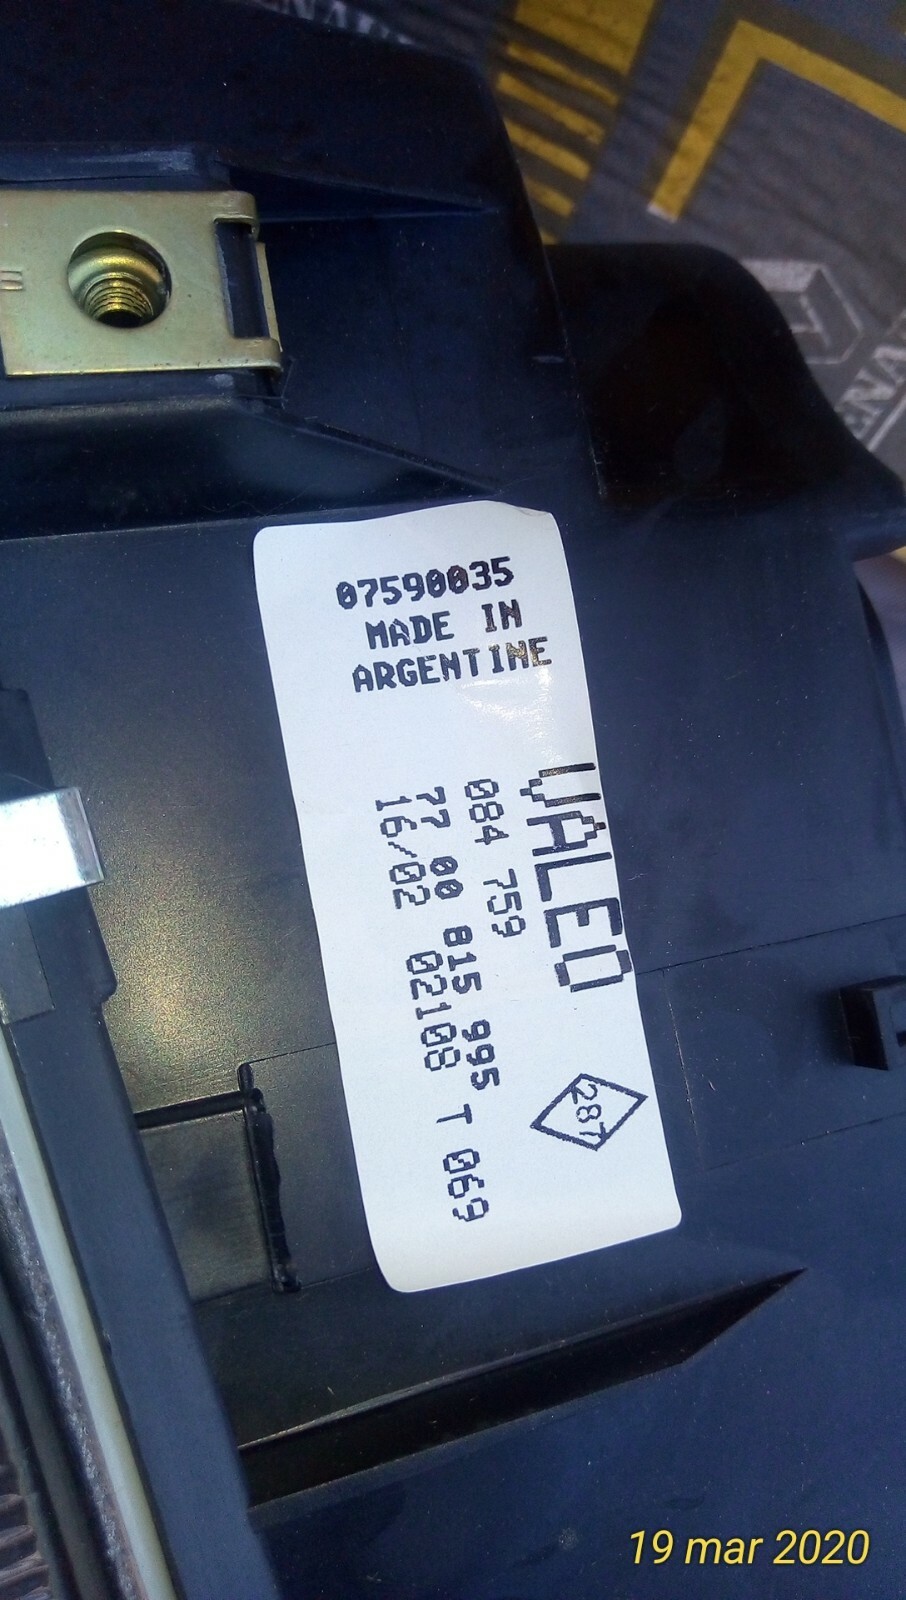 07590035
MADE IN
ARGENTINE
VALEO
084 759
77 00 815 995 T 069
16/02 02108
287
19 mar 2020